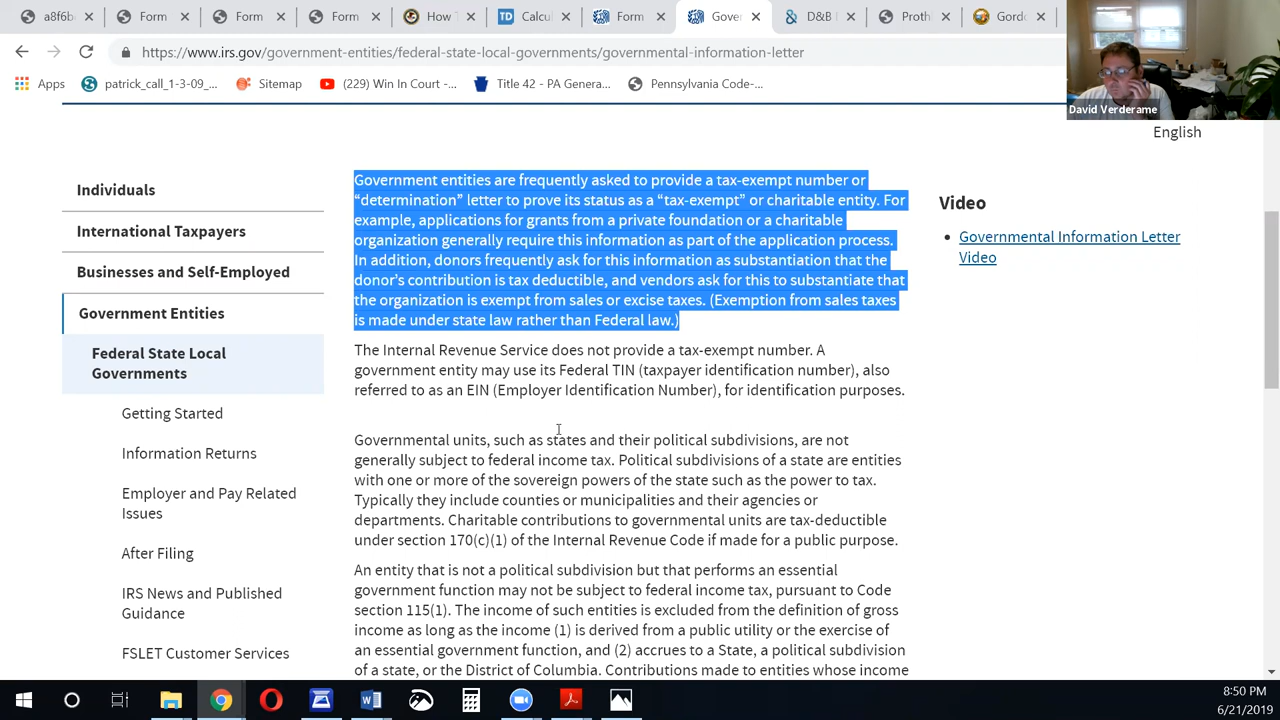 a8f6b
Form
Form
Form
How T
Calcu
Form
Gove
D&B
Proth
Gord
https://www.irs.gov/government-entities/federal-state-local-governments/governmental-information-letter
Apps
patrick_call_1-3-09_...
Sitemap
(229) Win In Court -...
Title 42 - PA Genera...
Pennsylvania Code-...
David Verderame
English
Individuals
International Taxpayers
Businesses and Self-Employed
Government Entities
Federal State Local
Governments
Getting Started
Information Returns
Employer and Pay Related
Issues
After Filing
IRS News and Published
Guidance
FSLET Customer Services
Government entities are frequently asked to provide a tax-exempt number or
“determination” letter to prove its status as a “tax-exempt” or charitable entity. For
example, applications for grants from a private foundation or a charitable
organization generally require this information as part of the application process.
In addition, donors frequently ask for this information as substantiation that the
donor’s contribution is tax deductible, and vendors ask for this to substantiate that
the organization is exempt from sales or excise taxes. (Exemption from sales taxes
is made under state law rather than Federal law.)
The Internal Revenue Service does not provide a tax-exempt number. A
government entity may use its Federal TIN (taxpayer identification number), also
referred to as an EIN (Employer Identification Number), for identification purposes.
Governmental units, such as states and their political subdivisions, are not
generally subject to federal income tax. Political subdivisions of a state are entities
with one or more of the sovereign powers of the state such as the power to tax.
Typically they include counties or municipalities and their agencies or
departments. Charitable contributions to governmental units are tax-deductible
under section 170(c)(1) of the Internal Revenue Code if made for a public purpose.
An entity that is not a political subdivision but that performs an essential
government function may not be subject to federal income tax, pursuant to Code
section 115(1). The income of such entities is excluded from the definition of gross
income as long as the income (1) is derived from a public utility or the exercise of
an essential government function, and (2) accrues to a State, a political subdivision
of a state, or the District of Columbia. Contributions made to entities whose income
Video
Governmental Information Letter
Video
8:50 PM
6/21/2019